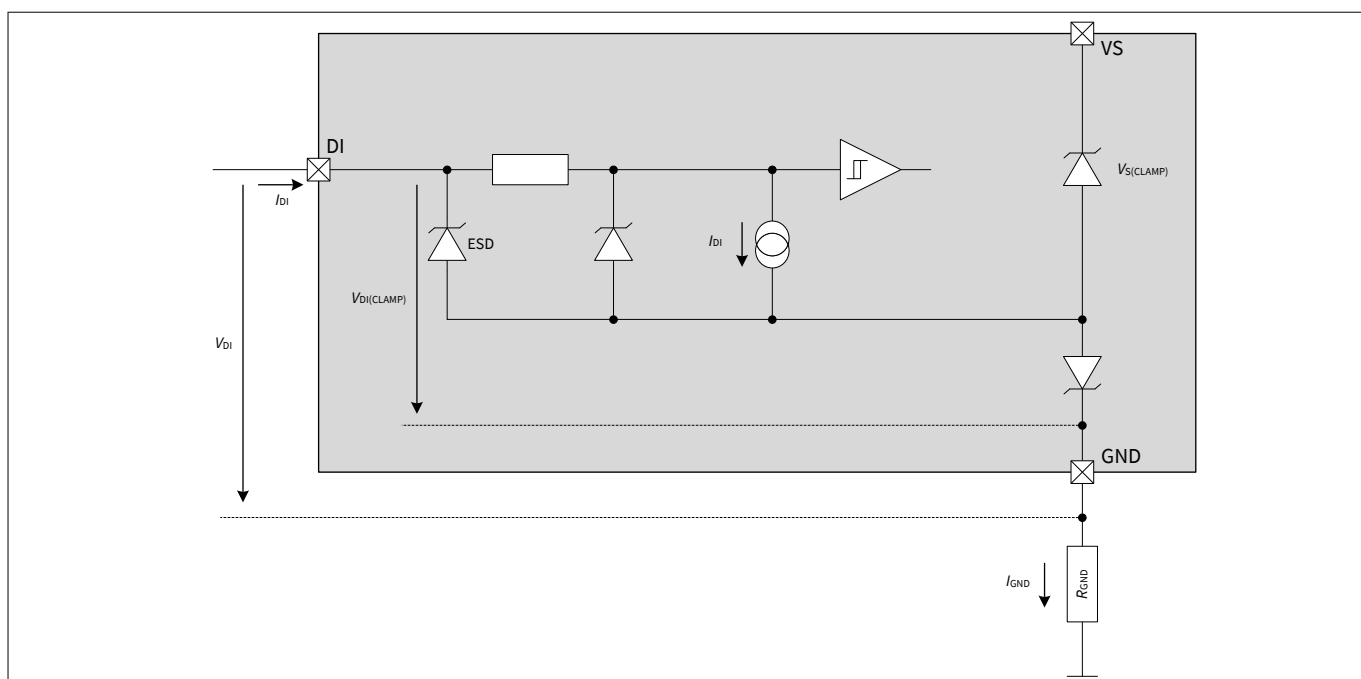 VS
DI
VS(CLAMP)
IDI
ESD
IDI
VDI(CLAMP)
VDI
GND
IGND
RGND